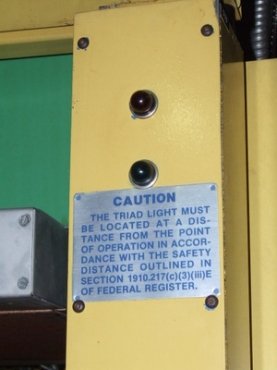 CAUTION
THE TRIAD LIGHT MUST
BE LOCATED AT A DIS-
TANCE FROM THE POINT
OF OPERATION IN ACCOR-
DANCE WITH THE SAFETY
DISTANCE OUTLINED IN
SECTION 1910.217(c)(3)(iii)E
OF FEDERAL REGISTER.